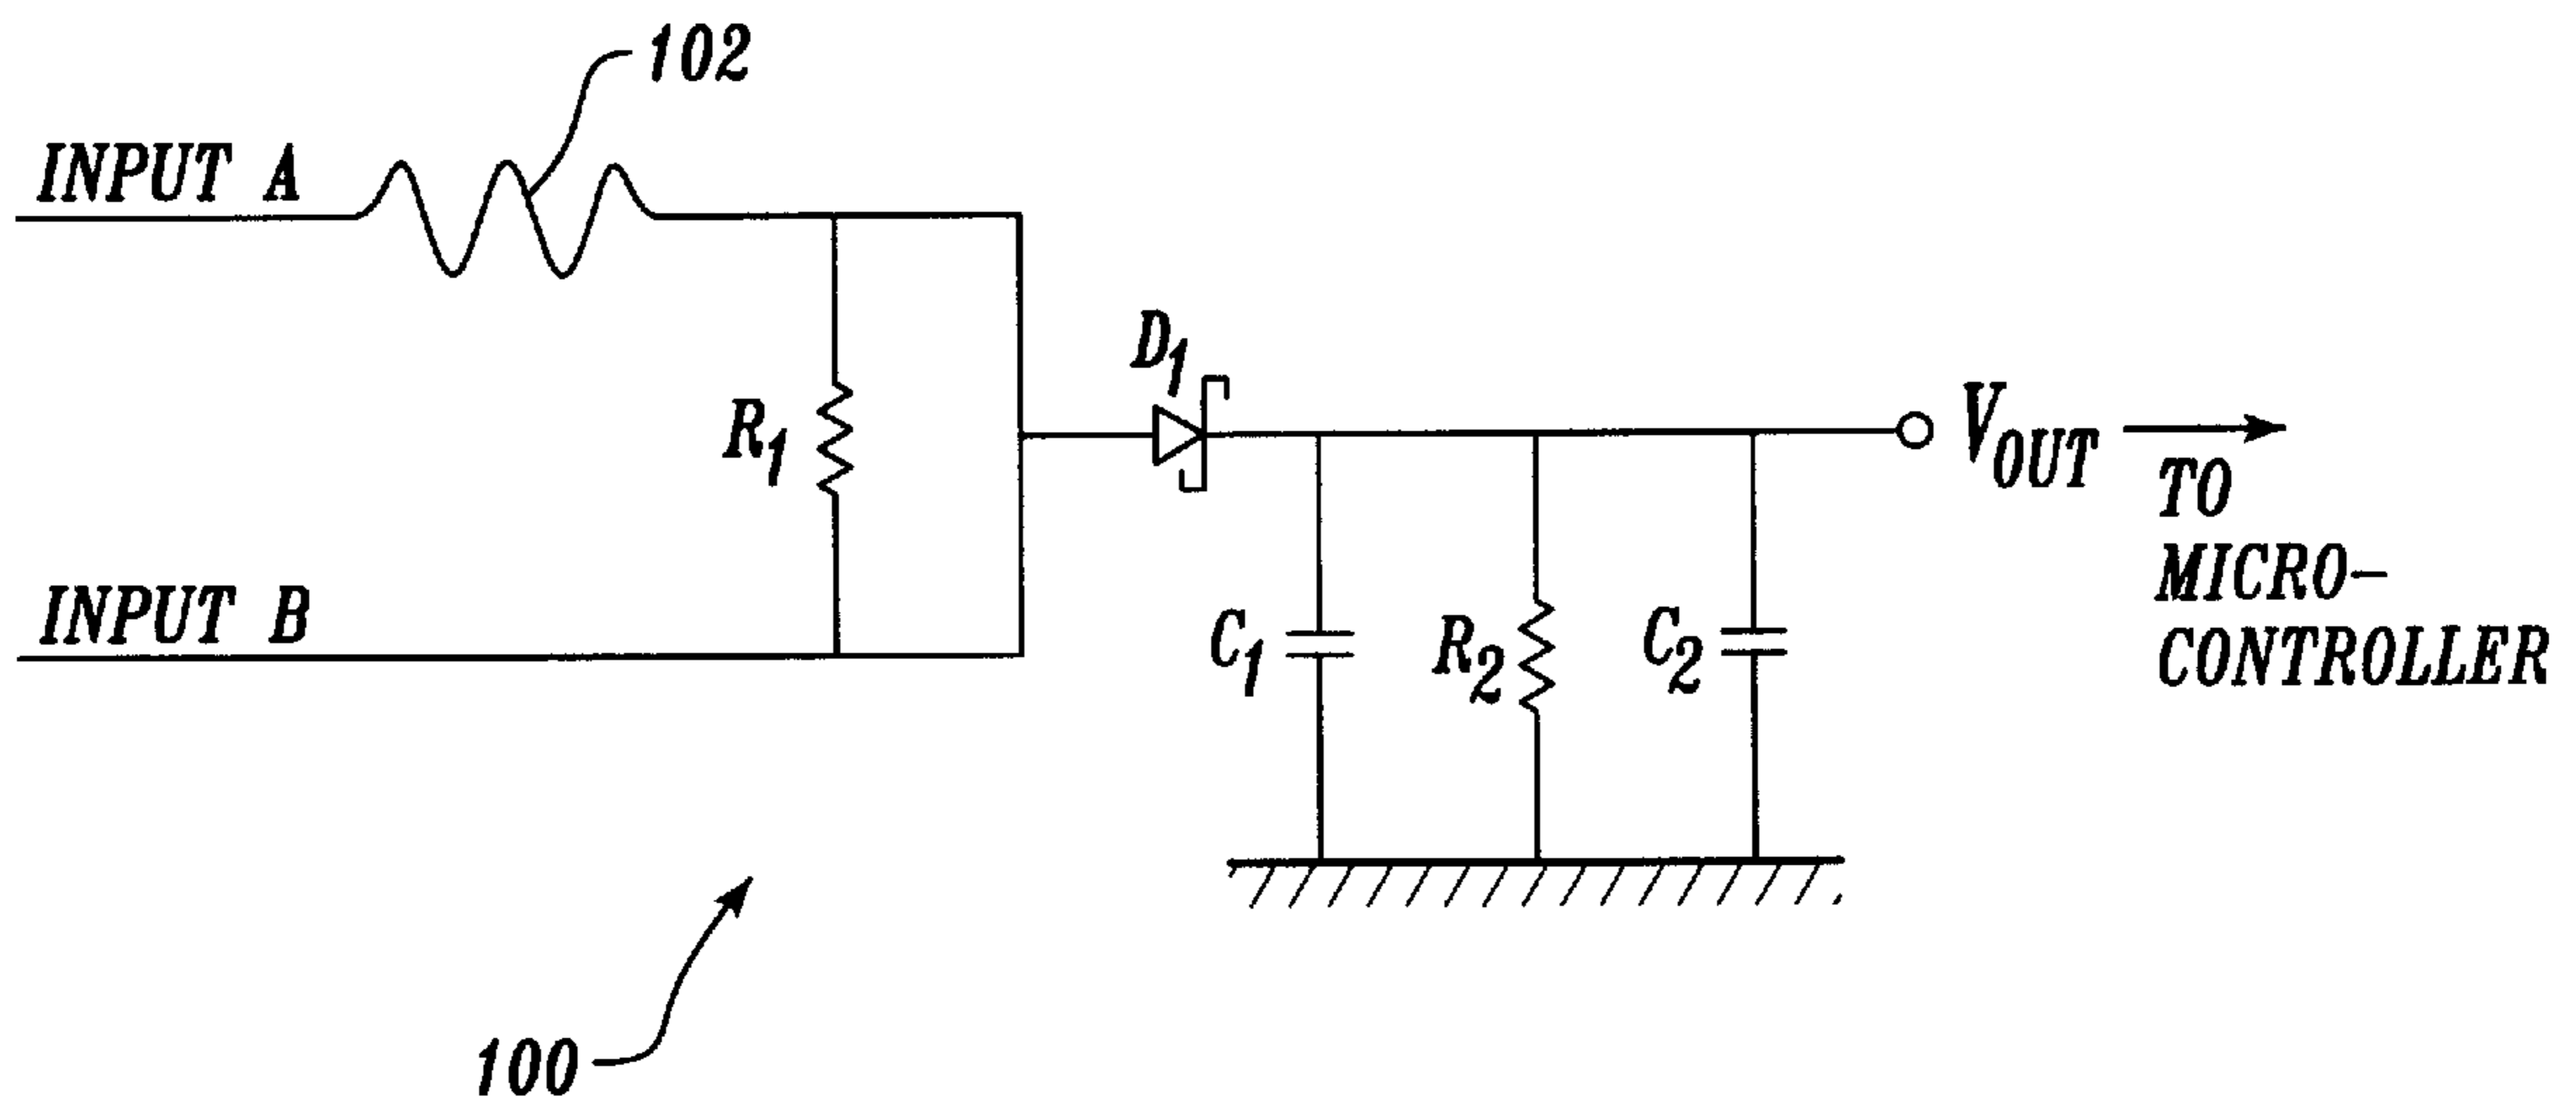 102
INPUT A
D1
R1
VOUT
TO
MICRO-
CONTROLLER
INPUT B
C1
R2
C2
100